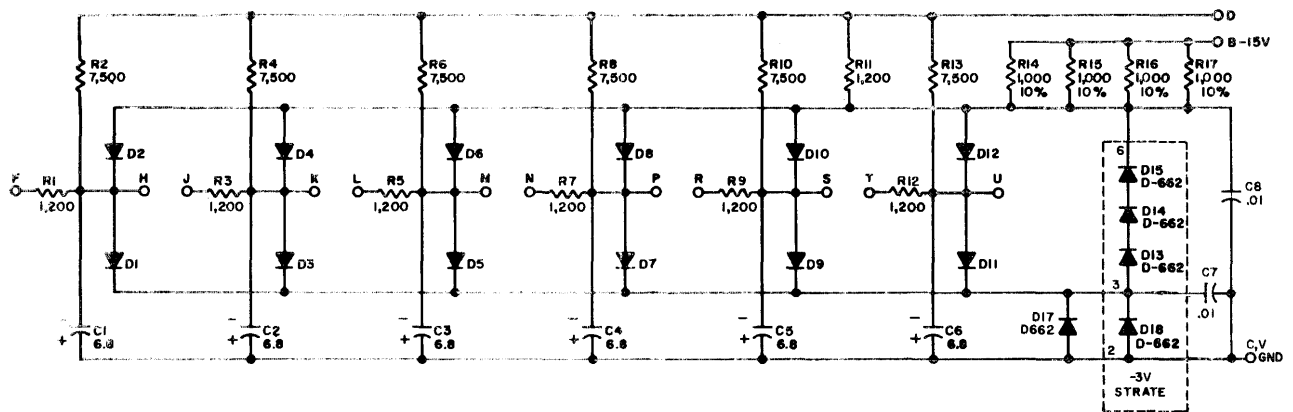 D
B -15V
R2
7,500
R4
7,500
R6
7,500
R8
7,500
R10
7,500
R11
1,200
R13
7,500
R14
1,000
10%
R15
1,000
10%
R16
1,000
10%
R17
1,000
10%
D2
D4
D6
D8
D10
D12
6
D15
D-662
D14
D-662
D13
D-662
C8
.01
F
R1
1,200
H
J
R3
1,200
K
L
R5
1,200
M
N
R7
1,200
P
R
R9
1,200
S
T
R12
1,200
U
D1
D3
D5
D7
D9
D11
C7
.01
3
D17
D662
D18
D-662
2
- + C1
6.8
- + C2
6.8
- + C3
6.8
- + C4
6.8
- + C5
6.8
- + C6
6.8
C,V
GND
-3V
STRATE